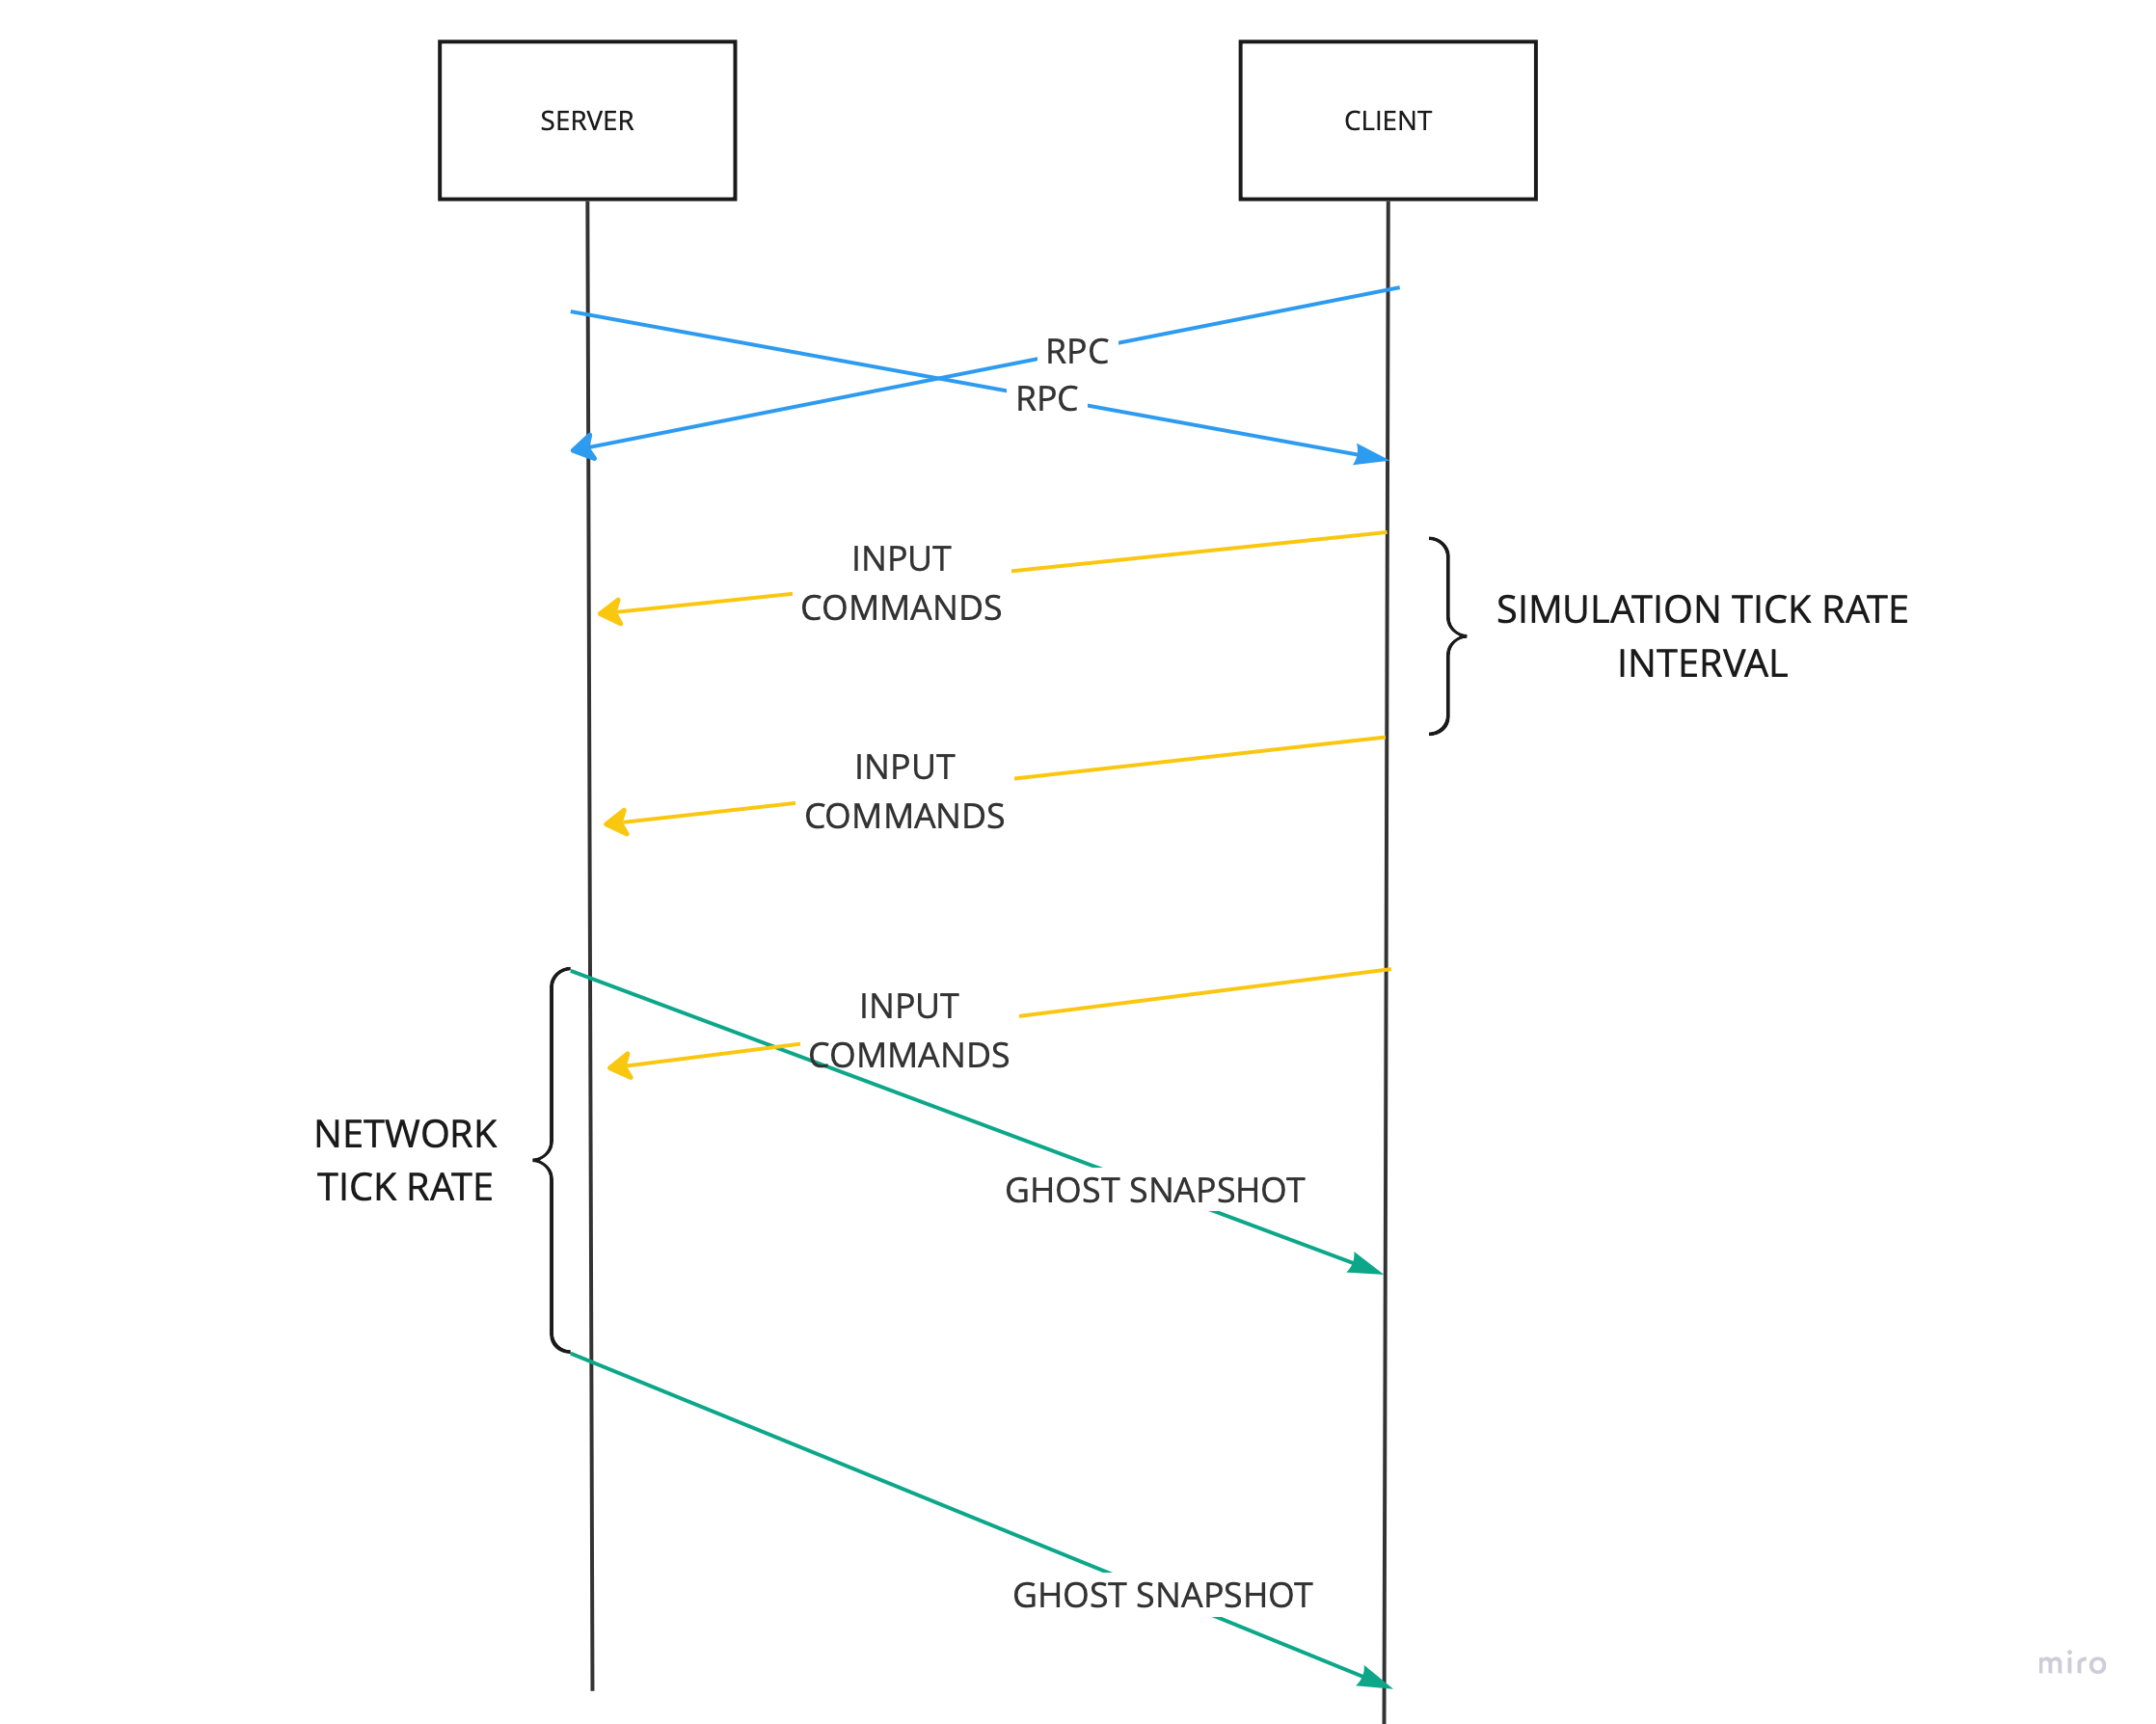 SERVER
CLIENT
RPC
RPC
INPUT
COMMANDS
SIMULATION TICK RATE
INTERVAL
INPUT
COMMANDS
INPUT
COMMANDS
NETWORK
TICK RATE
GHOST SNAPSHOT
GHOST SNAPSHOT
miro